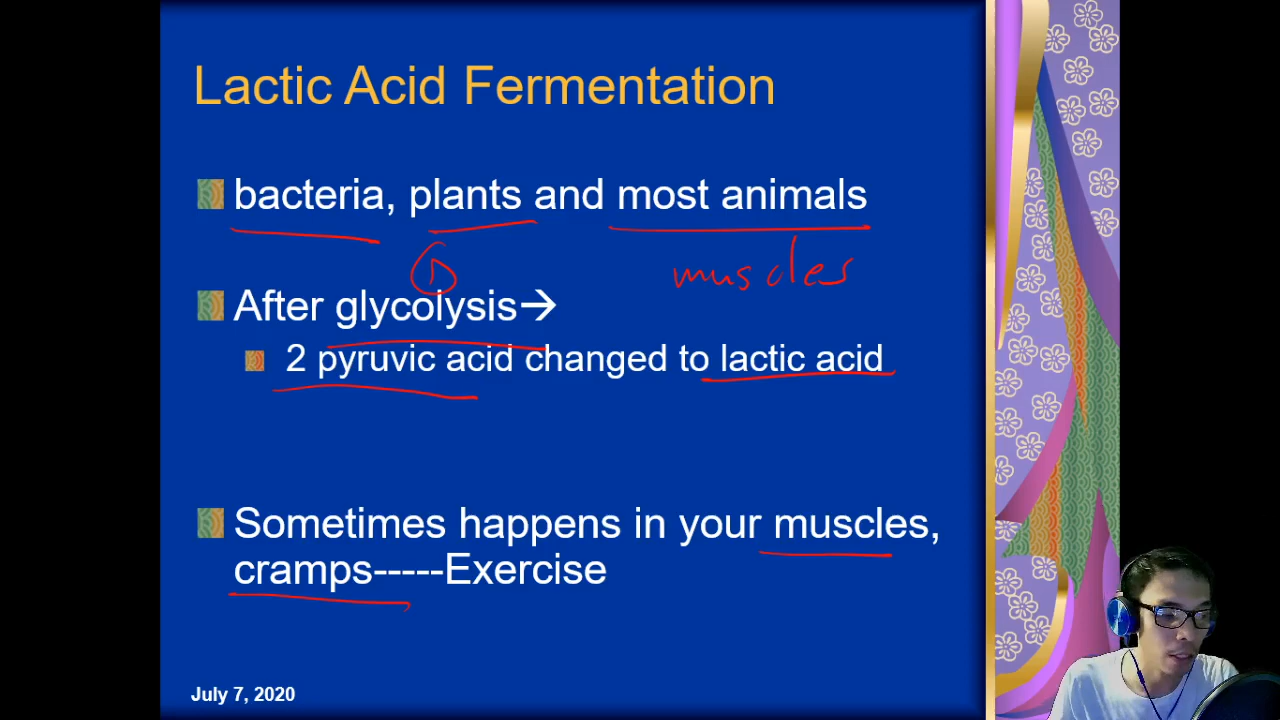 Lactic Acid Fermentation
bacteria, plants and most animals
muscles
After glycolysis→
2 pyruvic acid changed to lactic acid
Sometimes happens in your muscles,
cramps-----Exercise
July 7, 2020